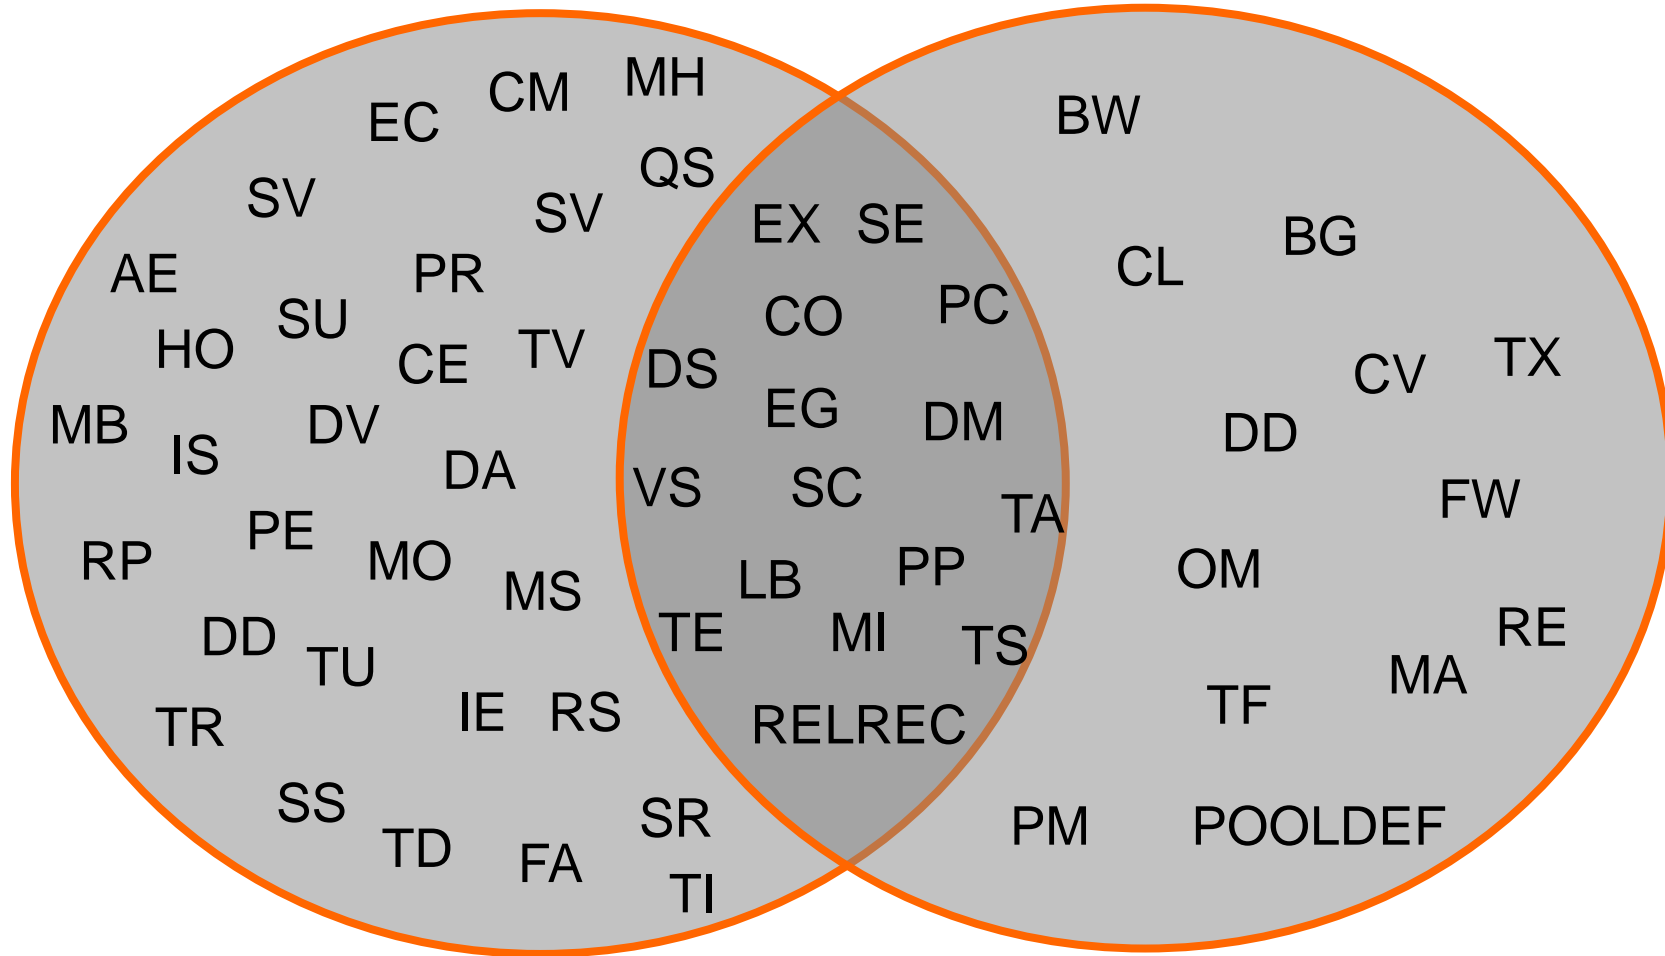 MH
CM
EC
QS
SV
SV
AE
PR
SU
HO
CE
TV
MB
DV
IS
DA
PE
RP
MO
MS
DD
TU
IE
RS
TR
SS
SR
TD
FA
TI
EX
SE
PC
CO
DS
EG
DM
VS
SC
TA
PP
LB
TE
MI
TS
RELREC
BW
BG
CL
TX
CV
DD
FW
OM
RE
MA
TF
PM
POOLDEF